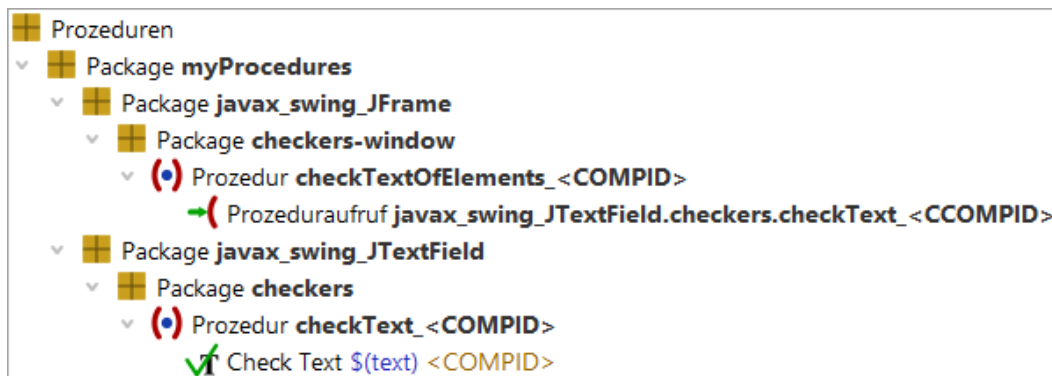 Prozeduren
Package myProcedures
Package javax_swing_JFrame
Package checkers-window
Prozedur checkTextOfElements_<COMPID>
Prozeduraufruf javax_swing_JTextField.checkers.checkText_<CCOMPID>
Package javax_swing_JTextField
Package checkers
Prozedur checkText_<COMPID>
Check Text $(text) <COMPID>